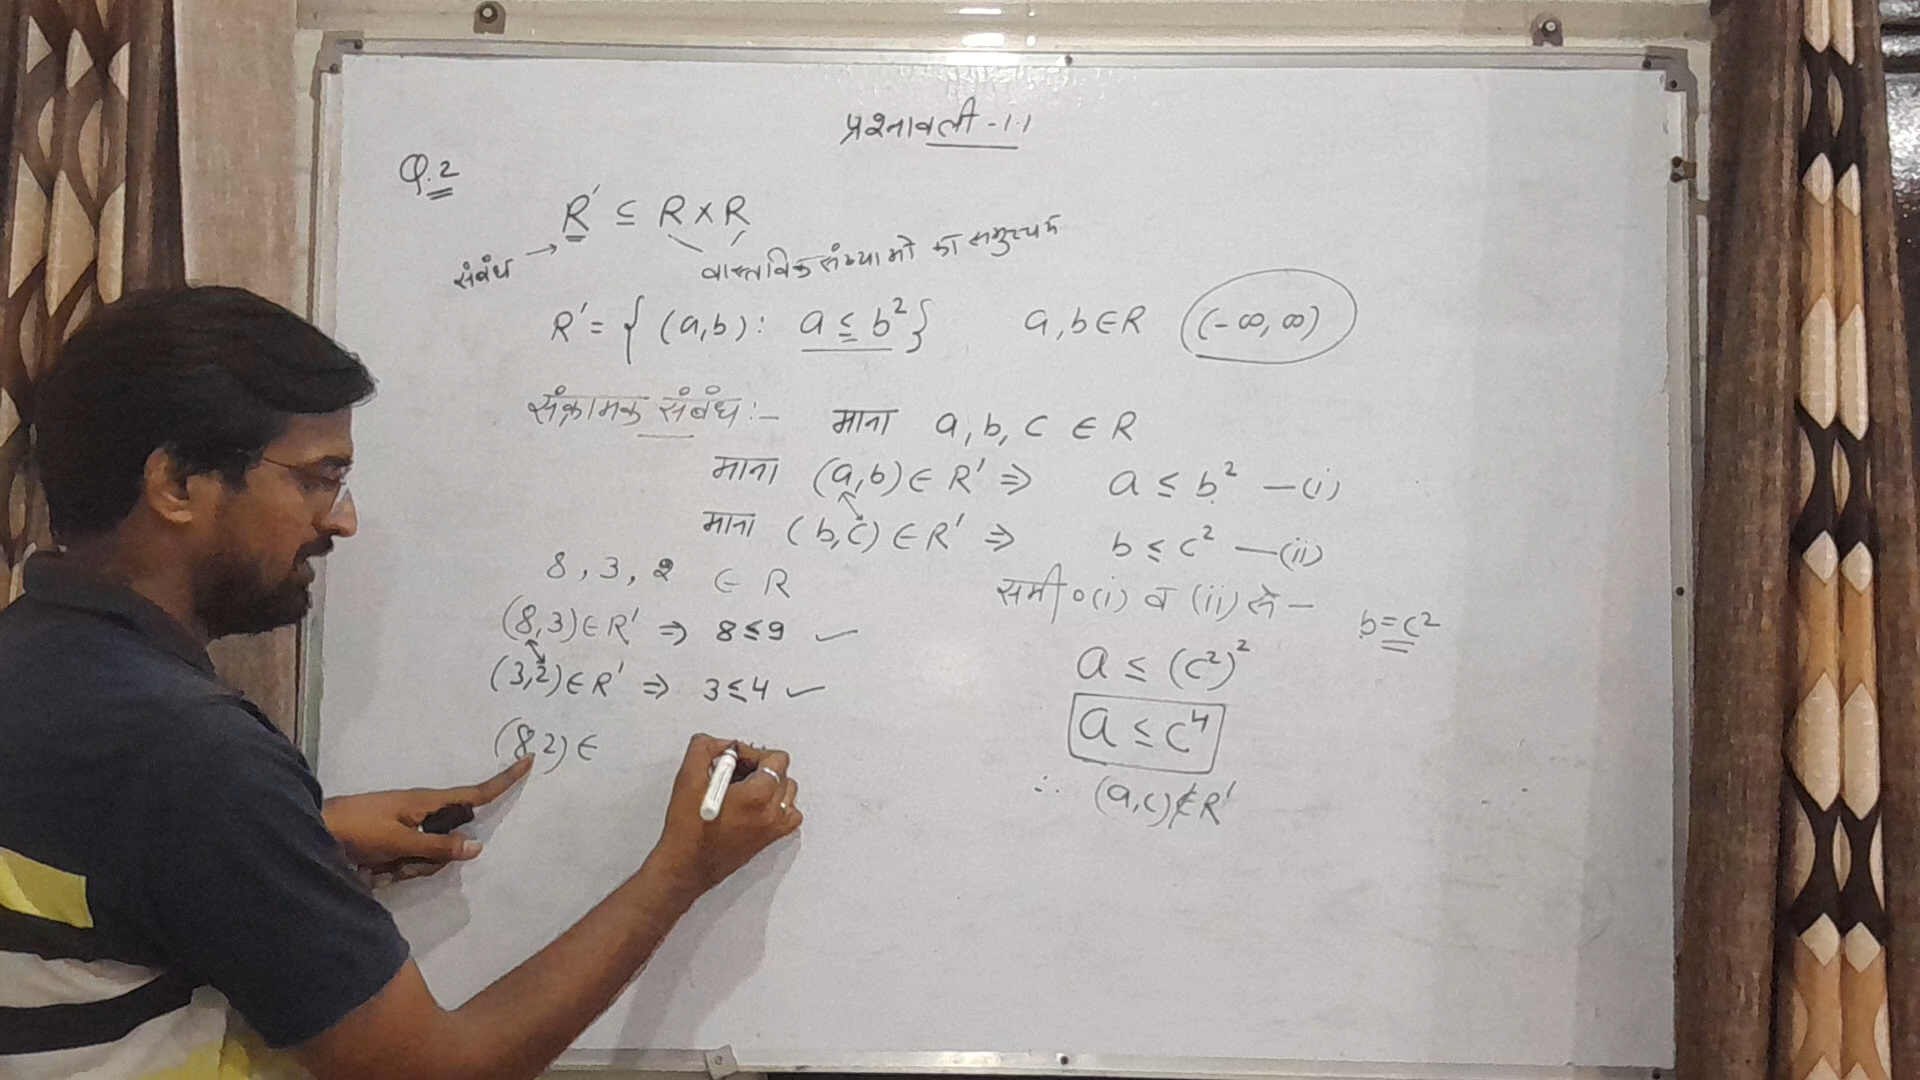 प्रश्नावली - 1.1
Q.2
R' ⊆ R × R
संबंध → वास्तविक संख्याओं का समुच्चय
R' = { (a,b) : a ≤ b² } a, b ∈ R (-∞, ∞)
संक्रामक संबंध :- माना a, b, c ∈ R
माना (a,b) ∈ R' ⇒ a ≤ b² —(i)
माना (b,c) ∈ R' ⇒ b ≤ c² —(ii)
8, 3, 2 ∈ R
समी० (i) व (ii) से —
b = c²
(8,3) ∈ R' ⇒ 8 ≤ 9 ✓
a ≤ (c²)²
(3,2) ∈ R' ⇒ 3 ≤ 4 ✓
a ≤ c⁴
(8 2) ∈
∴ (a,c) ∉ R'